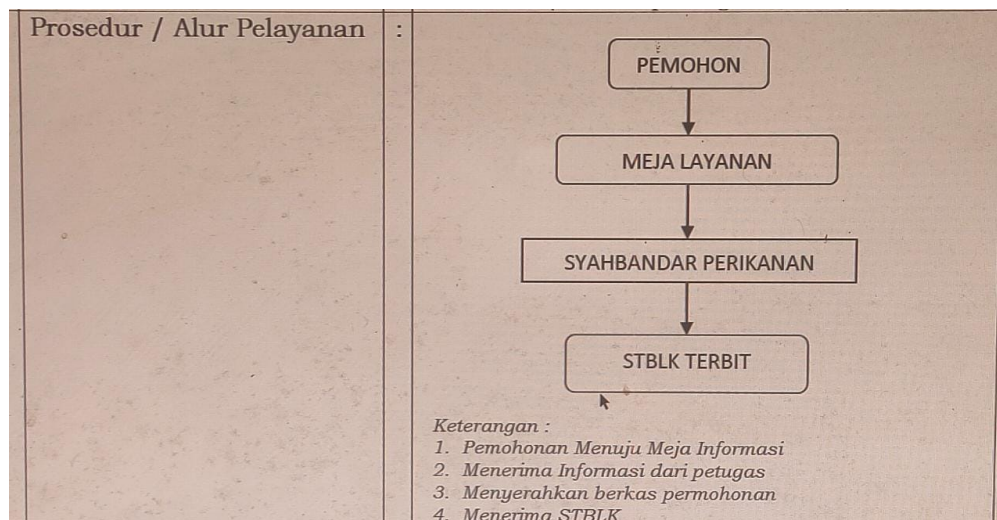 Prosedur / Alur Pelayanan :
PEMOHON
MEJA LAYANAN
SYAHBANDAR PERIKANAN
STBLK TERBIT
Keterangan :
1. Pemohonan Menuju Meja Informasi
2. Menerima Informasi dari petugas
3. Menyerahkan berkas permohonan
4. Menerima STBLK